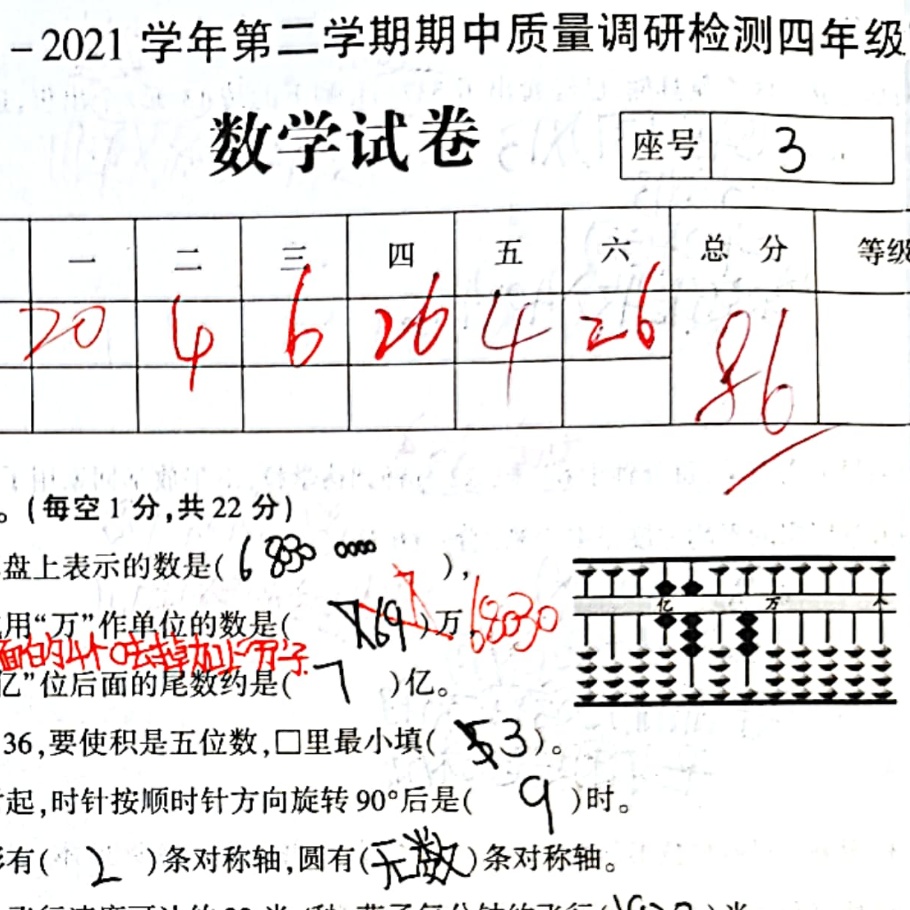 -2021 学年第二学期期中质量调研检测四年级
数学试卷
座号 3
一 二 三 四 五 六 总 分 等级
20 4 6 26 4 26 86
。(每空 1 分,共 22 分)
盘上表示的数是(6 8030 0000 ),
用“万”作单位的数是( )万, 68030
面的4个0去掉加上“万”字.
亿 万 个
亿”位后面的尾数约是( 7 )亿。
36,要使积是五位数,□里最小填( 3)。
起,时针按顺时针方向旋转 90°后是( 9 )时。
有( 2 )条对称轴,圆有(无数)条对称轴。